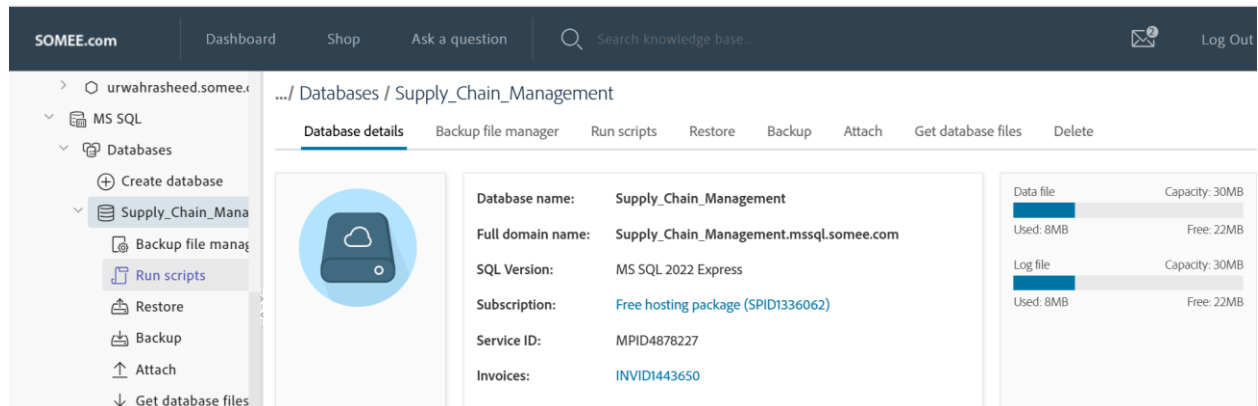 SOMEE.com Dashboard Shop Ask a question Search knowledge base.. 2 Log Out
urwahrasheed.somee.c
MS SQL
Databases
Create database
Supply_Chain_Mana
Backup file manag
Run scripts
Restore
Backup
Attach
Get database files
.../ Databases / Supply_Chain_Management
Database details Backup file manager Run scripts Restore Backup Attach Get database files Delete
Database name: Supply_Chain_Management
Full domain name: Supply_Chain_Management.mssql.somee.com
SQL Version: MS SQL 2022 Express
Subscription: Free hosting package (SPID1336062)
Service ID: MPID4878227
Invoices: INVID1443650
Data file Capacity: 30MB
Used: 8MB Free: 22MB
Log file Capacity: 30MB
Used: 8MB Free: 22MB